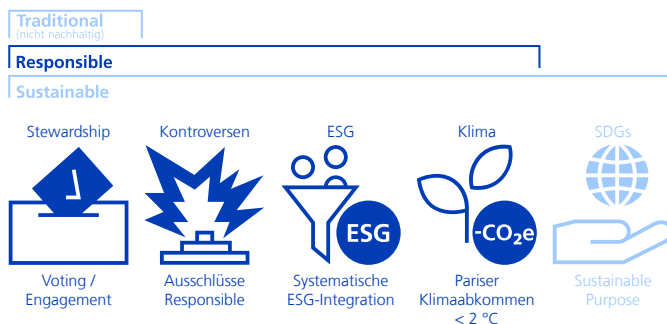 Traditional
(nicht nachhaltig)
Responsible
Sustainable
Stewardship
Kontroversen
ESG
Klima
SDGs
ESG
-CO₂e
Voting /
Engagement
Ausschlüsse
Responsible
Systematische
ESG-Integration
Pariser
Klimaabkommen
< 2 °C
Sustainable
Purpose